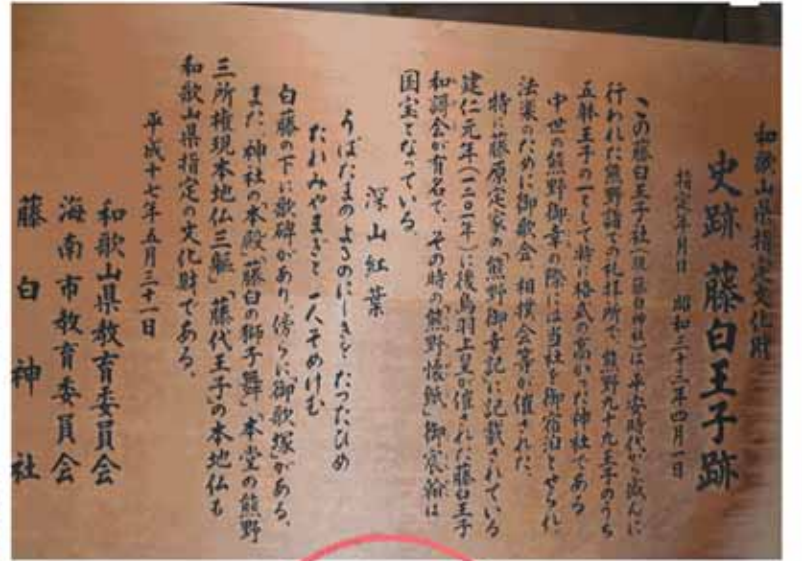 和歌山県指定文化財
史跡 藤白王子跡
指定年月日 昭和三十三年四月一日
この藤白王子社(現藤白神社)は平安時代から盛んに
行われた熊野詣での礼拝所で、熊野九十九王子のうち
五躰王子の一として特に格式の高かった神社である
中世の熊野御幸の際には当社を御宿泊とせられ、
法楽のために御歌会、相撲会等が催された、
特に藤原定家の「熊野御幸記」に記載されている
建仁元年(一二〇一年)に後鳥羽上皇が催された藤白王子
和謌会が有名で、その時の「熊野懐紙」御宸翰は
国宝となっている。
深山紅葉
うばたまのよるのにしきを たつたひめ
たれみやまぎと 一人そめけむ
白藤の下に歌碑があり、傍らに「御歌塚」がある、
また、神社の本殿「藤白の獅子舞」「本堂の熊野
三所権現本地仏三躯」「藤代王子」の本地仏も
和歌山県指定の文化財である。
平成十七年五月三十一日
和歌山県教育委員会
海南市教育委員会
藤白神社